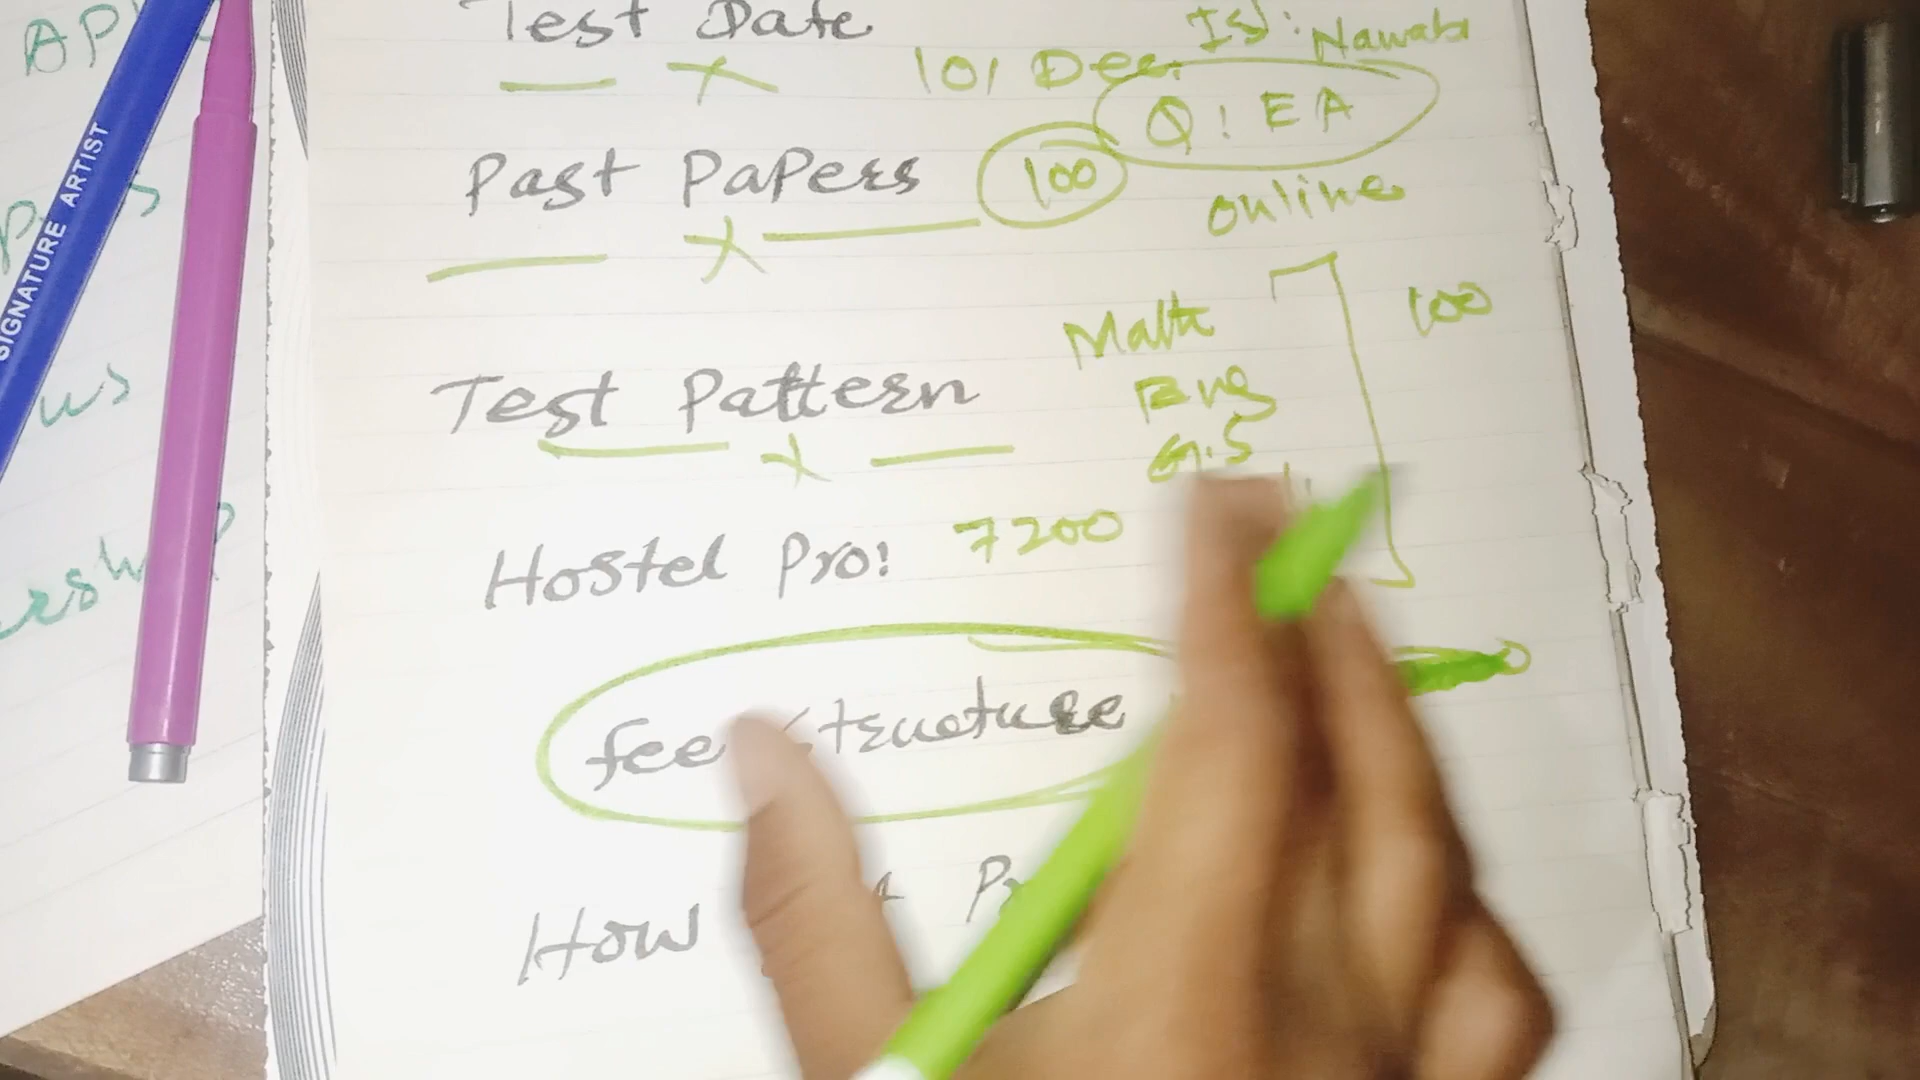 Test Date
101 Dec. Isl: Nawab
Q! EA
Past Papers 100
online
Math
Eng
G.S
100
Test Pattern
Hostel Pro! 7200
fee structure
How
SIGNATURE ARTIST